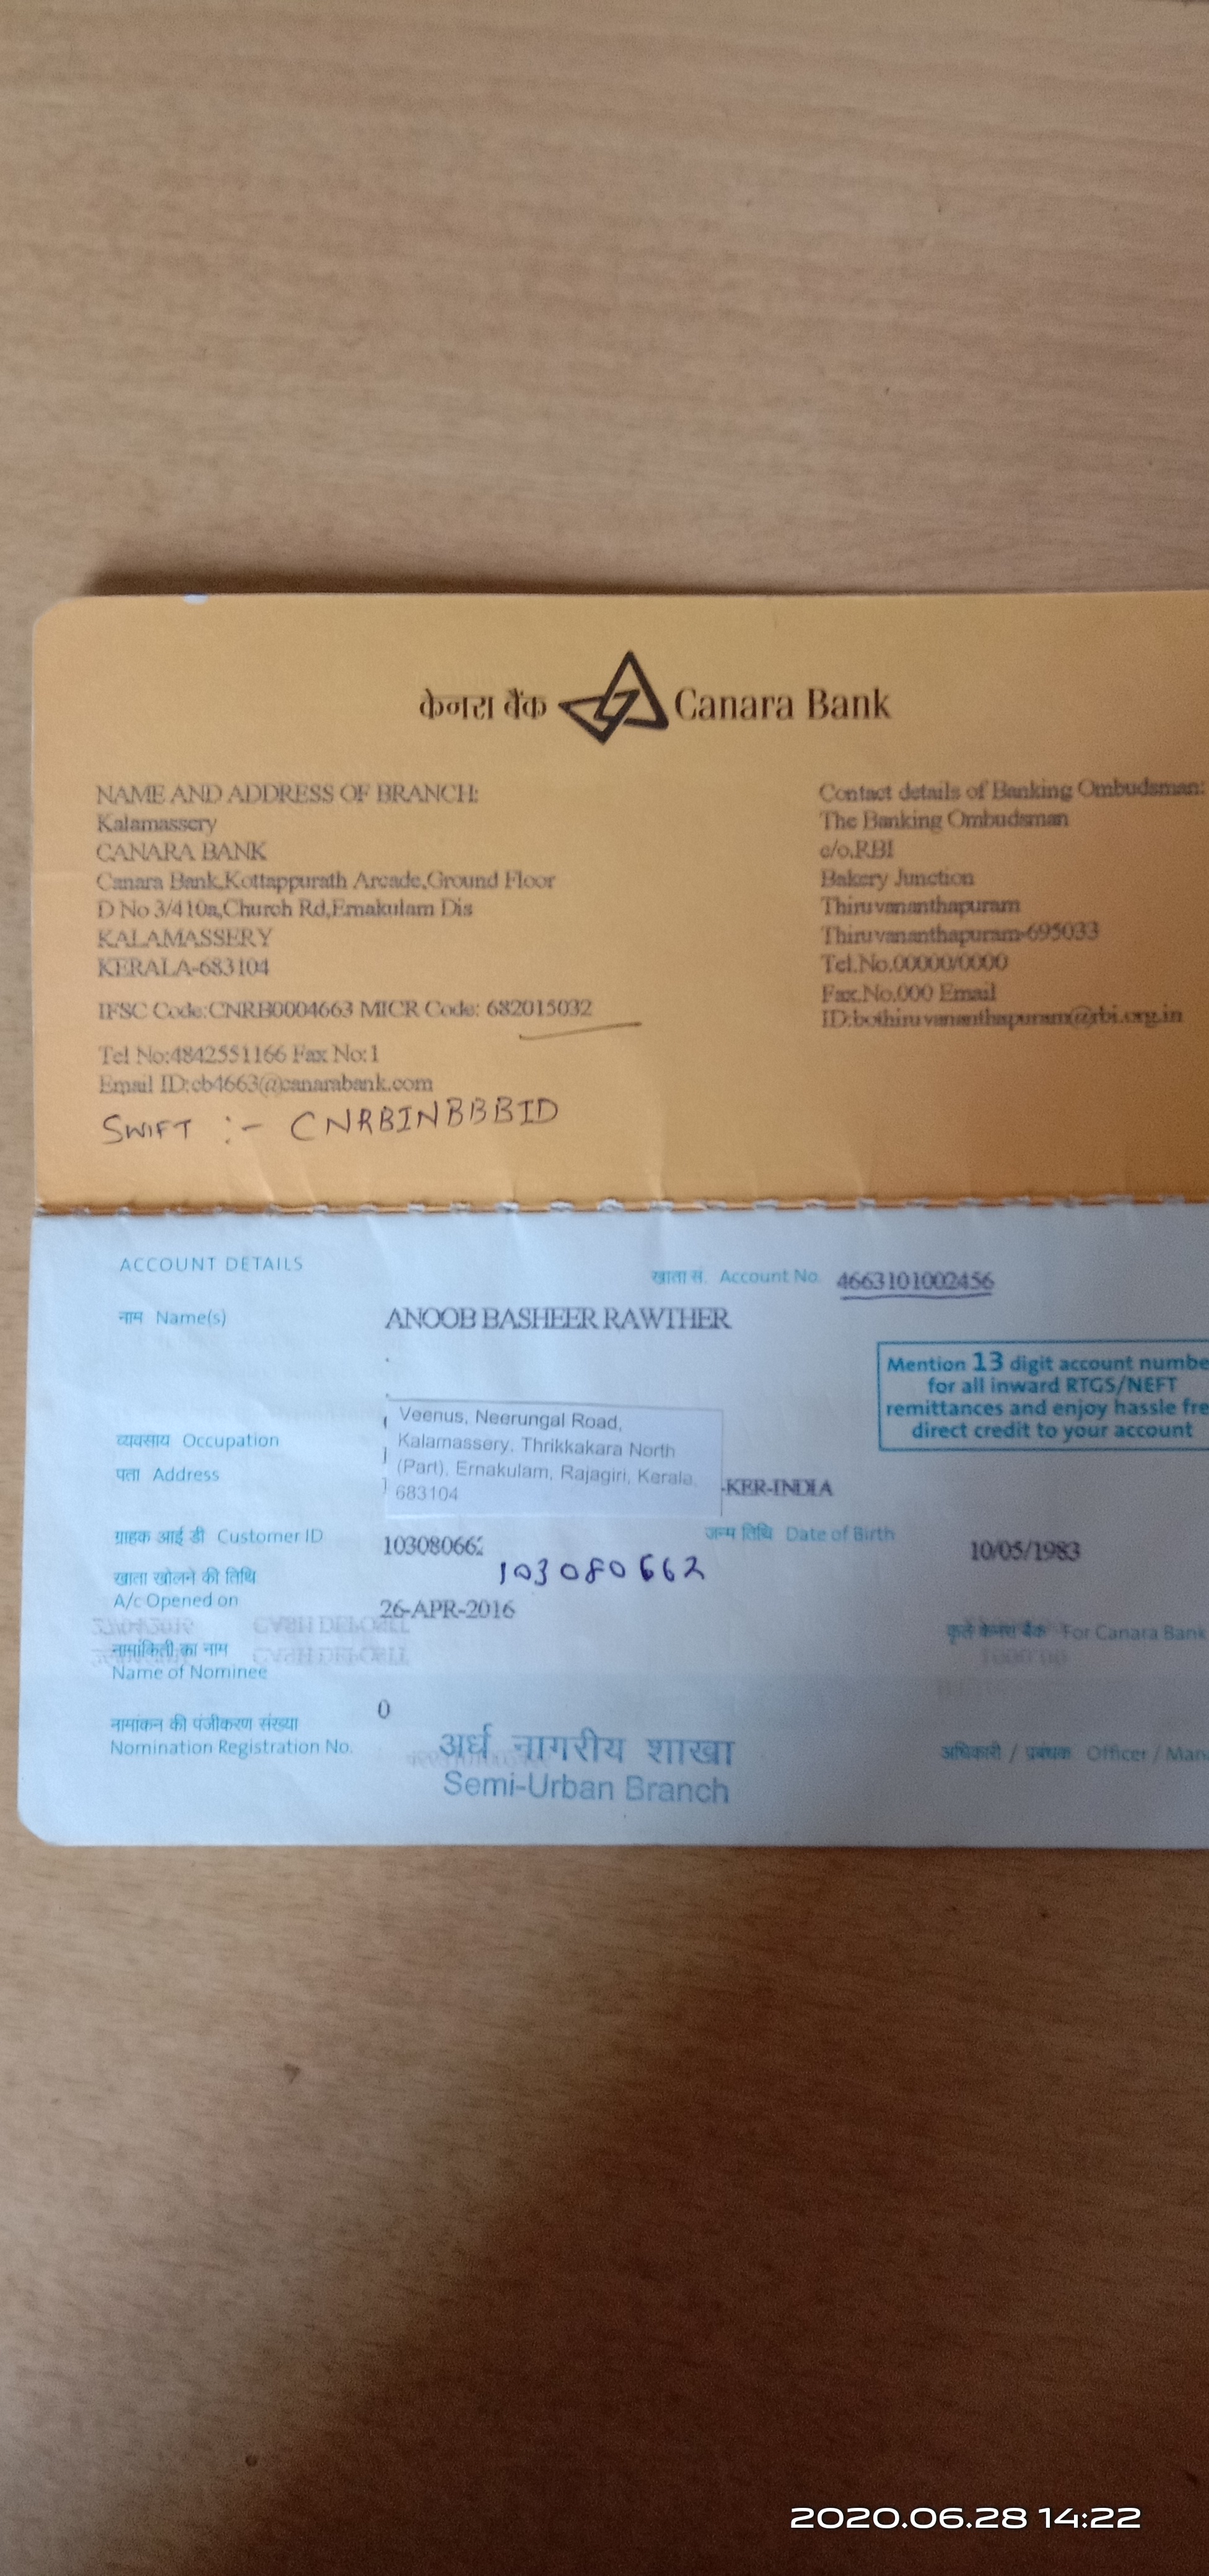 केनरा बैंक Canara Bank
NAME AND ADDRESS OF BRANCH:
Kalamassery
CANARA BANK
Canara Bank,Kottappurath Arcade,Ground Floor
D No 3/410a,Church Rd,Ernakulam Dis
KALAMASSERY
KERALA-683104
IFSC Code:CNRB0004663 MICR Code: 682015032
Tel No:4842551166 Fax No:1
Email ID:cb4663@canarabank.com
SWIFT :- CNRBINBBBID
Contact details of Banking Ombudsman:
The Banking Ombudsman
c/o.RBI
Bakery Junction
Thiruvananthapuram
Thiruvananthapuram-695033
Tel.No.00000/0000
Fax.No.000 Email
ID:bothiruvananthapuram@rbi.org.in
ACCOUNT DETAILS
खाता सं. Account No. 4663101002456
नाम Name(s) ANOOB BASHEER RAWTHER
Mention 13 digit account numbe
for all inward RTGS/NEFT
remittances and enjoy hassle fre
direct credit to your account
व्यवसाय Occupation
पता Address
Veenus, Neerungal Road,
Kalamassery, Thrikkakara North
(Part), Ernakulam, Rajagiri, Kerala,
683104
-KER-INDIA
ग्राहक आई डी Customer ID 103080662
जन्म तिथि Date of Birth 10/05/1983
103080662
खाता खोलने की तिथि
A/c Opened on 26-APR-2016
नामांकिती का नाम
Name of Nominee
कृते केनरा बैंक For Canara Bank
0
नामांकन की पंजीकरण संख्या
Nomination Registration No.
अर्ध नागरीय शाखा
Semi-Urban Branch
अधिकारी / प्रबंधक Officer / Man
2020.06.28 14:22